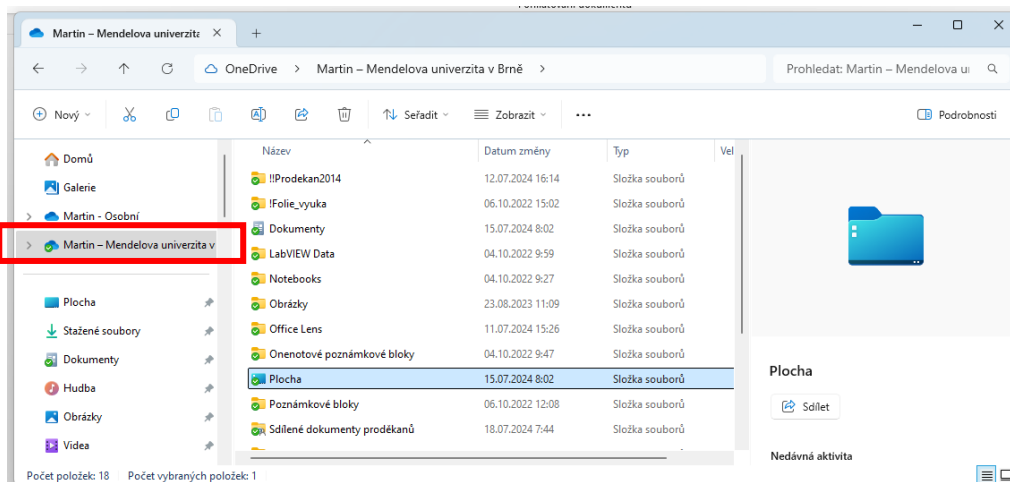 Martin – Mendelova univerzita
OneDrive > Martin – Mendelova univerzita v Brně >
Prohledat: Martin – Mendelova
Nový
Seřadit
Zobrazit
Podrobnosti
Domů
Galerie
Martin - Osobní
Martin – Mendelova univerzita v
Plocha
Stažené soubory
Dokumenty
Hudba
Obrázky
Videa
Název Datum změny Typ Vel
!!Prodekan2014 12.07.2024 16:14 Složka souborů
!Folie_vyuka 06.10.2022 15:02 Složka souborů
Dokumenty 15.07.2024 8:02 Složka souborů
LabVIEW Data 04.10.2022 9:59 Složka souborů
Notebooks 04.10.2022 9:27 Složka souborů
Obrázky 23.08.2023 11:09 Složka souborů
Office Lens 11.07.2024 15:26 Složka souborů
Onenotové poznámkové bloky 04.10.2022 9:47 Složka souborů
Plocha 15.07.2024 8:02 Složka souborů
Poznámkové bloky 06.10.2022 12:08 Složka souborů
Sdílené dokumenty proděkanů 18.07.2024 7:44 Složka souborů
Plocha
Sdílet
Nedávná aktivita
Počet položek: 18 Počet vybraných položek: 1